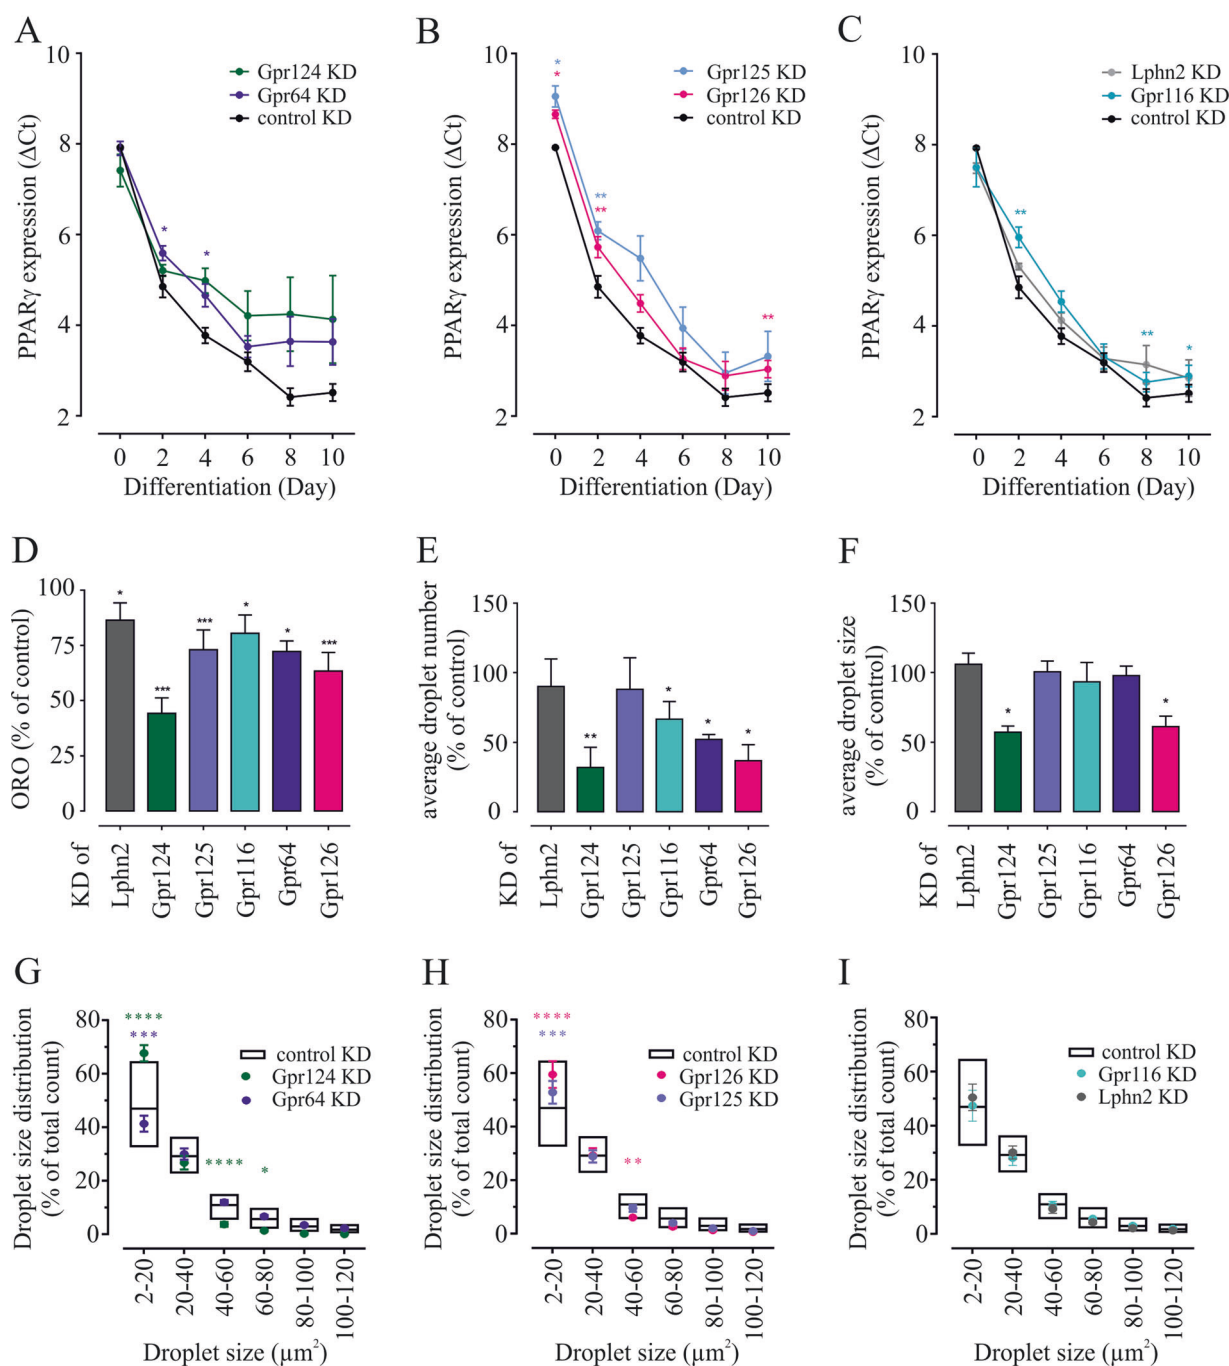 A
PPARγ expression (ΔCt)
10
8
6
4
2
Gpr124 KD
Gpr64 KD
control KD
*
*
0 2 4 6 8 10
Differentiation (Day)
B
PPARγ expression (ΔCt)
10
8
6
4
2
Gpr125 KD
Gpr126 KD
control KD
*
*
**
**
**
0 2 4 6 8 10
Differentiation (Day)
C
PPARγ expression (ΔCt)
10
8
6
4
2
Lphn2 KD
Gpr116 KD
control KD
**
**
*
0 2 4 6 8 10
Differentiation (Day)
D
ORO (% of control)
100
75
50
25
0
*
***
***
*
*
***
KD of
Lphn2
Gpr124
Gpr125
Gpr116
Gpr64
Gpr126
E
average droplet number
(% of control)
150
100
50
0
**
*
*
*
KD of
Lphn2
Gpr124
Gpr125
Gpr116
Gpr64
Gpr126
F
average droplet size
(% of control)
150
100
50
0
*
*
KD of
Lphn2
Gpr124
Gpr125
Gpr116
Gpr64
Gpr126
G
Droplet size distribution
(% of total count)
80
60
40
20
0
****
***
****
*
control KD
Gpr124 KD
Gpr64 KD
2-20
20-40
40-60
60-80
80-100
100-120
Droplet size (µm²)
H
Droplet size distribution
(% of total count)
80
60
40
20
0
****
***
**
control KD
Gpr126 KD
Gpr125 KD
2-20
20-40
40-60
60-80
80-100
100-120
Droplet size (µm²)
I
Droplet size distribution
(% of total count)
80
60
40
20
0
control KD
Gpr116 KD
Lphn2 KD
2-20
20-40
40-60
60-80
80-100
100-120
Droplet size (µm²)